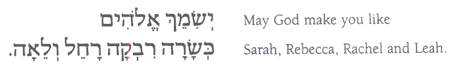 יְשִׂמֵךְ אֱלֹהִים
כְּשָׂרָה רִבְקָה רָחֵל וְלֵאָה.
May God make you like
Sarah, Rebecca, Rachel and Leah.